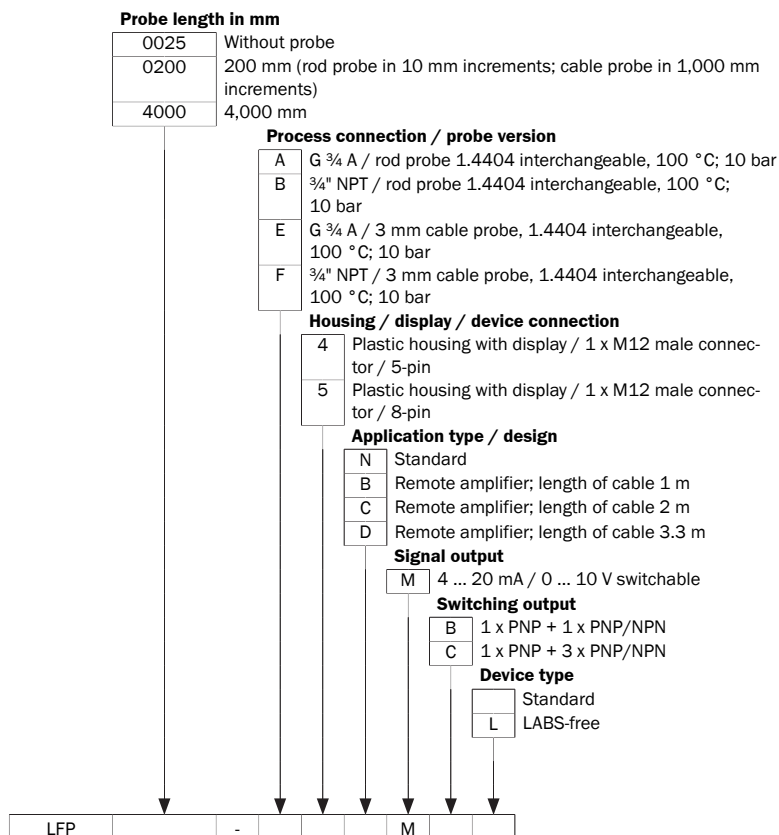 Probe length in mm
0025 Without probe
0200 200 mm (rod probe in 10 mm increments; cable probe in 1,000 mm
increments)
4000 4,000 mm
Process connection / probe version
A G ¾ A / rod probe 1.4404 interchangeable, 100 °C; 10 bar
B ¾" NPT / rod probe 1.4404 interchangeable, 100 °C;
10 bar
E G ¾ A / 3 mm cable probe, 1.4404 interchangeable,
100 °C; 10 bar
F ¾" NPT / 3 mm cable probe, 1.4404 interchangeable,
100 °C; 10 bar
Housing / display / device connection
4 Plastic housing with display / 1 x M12 male connec-
tor / 5-pin
5 Plastic housing with display / 1 x M12 male connec-
tor / 8-pin
Application type / design
N Standard
B Remote amplifier; length of cable 1 m
C Remote amplifier; length of cable 2 m
D Remote amplifier; length of cable 3.3 m
Signal output
M 4 ... 20 mA / 0 ... 10 V switchable
Switching output
B 1 x PNP + 1 x PNP/NPN
C 1 x PNP + 3 x PNP/NPN
Device type
Standard
L LABS-free
LFP - M